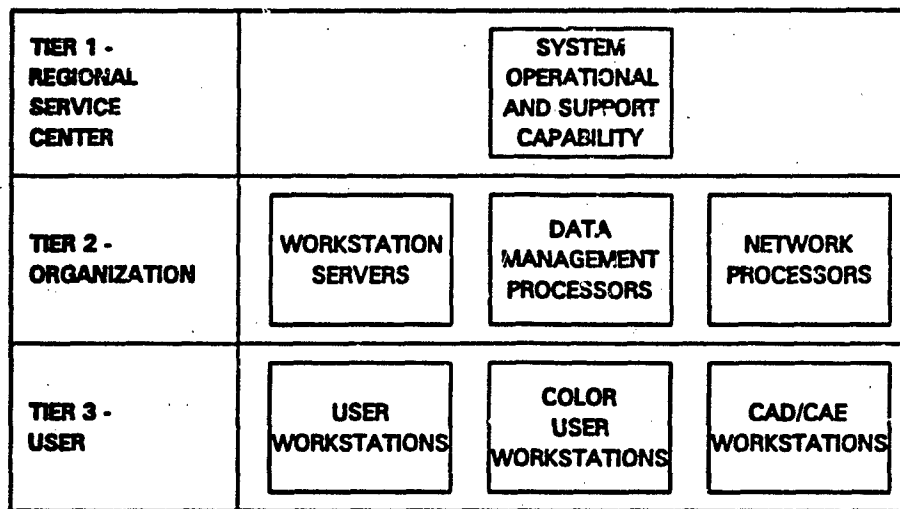 TIER 1 -
REGIONAL
SERVICE
CENTER
SYSTEM
OPERATIONAL
AND SUPPORT
CAPABILITY
TIER 2 -
ORGANIZATION
WORKSTATION
SERVERS
DATA
MANAGEMENT
PROCESSORS
NETWORK
PROCESSORS
TIER 3 -
USER
USER
WORKSTATIONS
COLOR
USER
WORKSTATIONS
CAD/CAE
WORKSTATIONS